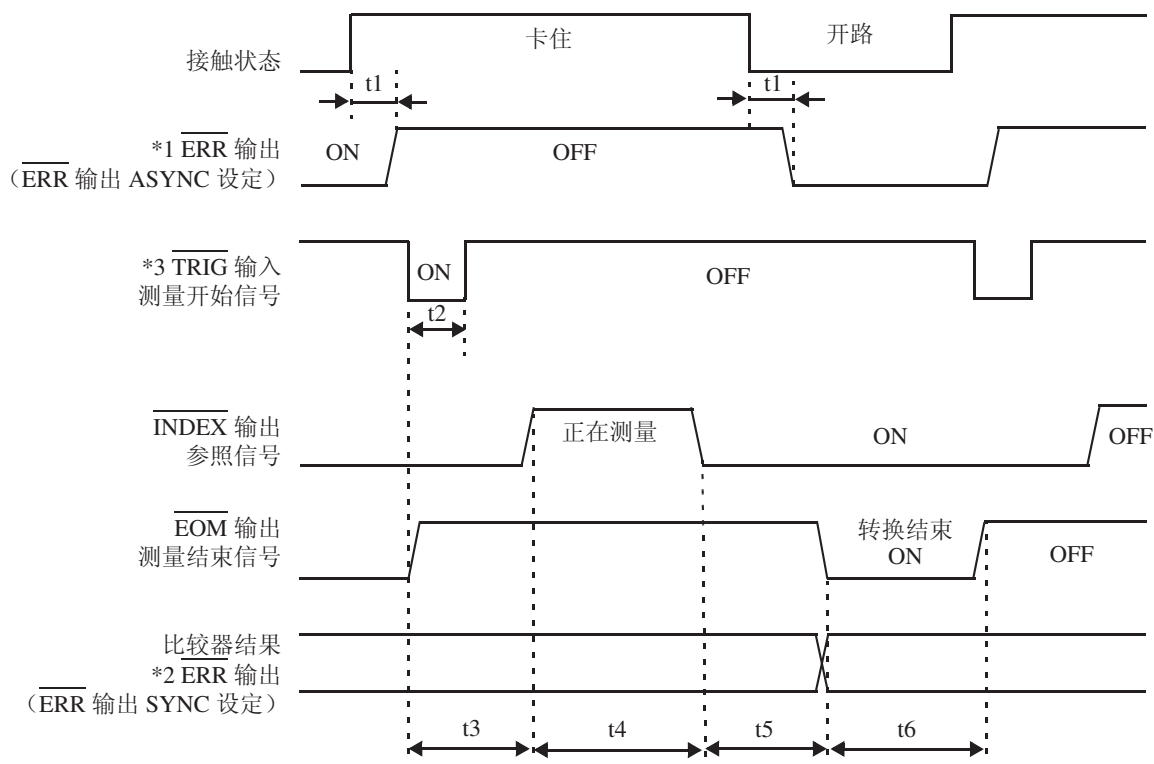 接触状态
卡住
开路
t1
t1
*1 ERR 输出
(ERR 输出 ASYNC 设定)
ON
OFF
*3 TRIG 输入
测量开始信号
ON
OFF
t2
INDEX 输出
参照信号
正在测量
ON
OFF
EOM 输出
测量结束信号
转换结束
ON
OFF
比较器结果
*2 ERR 输出
(ERR 输出 SYNC 设定)
t3
t4
t5
t6